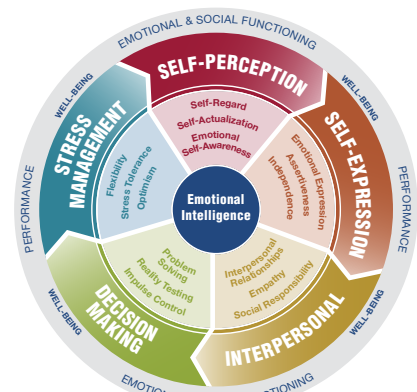 EMOTIONAL & SOCIAL FUNCTIONING
WELL-BEING
WELL-BEING
SELF-PERCEPTION
Self-Regard
Self-Actualization
Emotional
Self-Awareness
SELF-EXPRESSION
Emotional Expression
Assertiveness
Independence
PERFORMANCE
WELL-BEING
INTERPERSONAL
Interpersonal
Relationships
Empathy
Social Responsibility
DECISION
MAKING
Problem
Solving
Reality Testing
Impulse Control
WELL-BEING
PERFORMANCE
STRESS
MANAGEMENT
Flexibility
Stress Tolerance
Optimism
Emotional
Intelligence